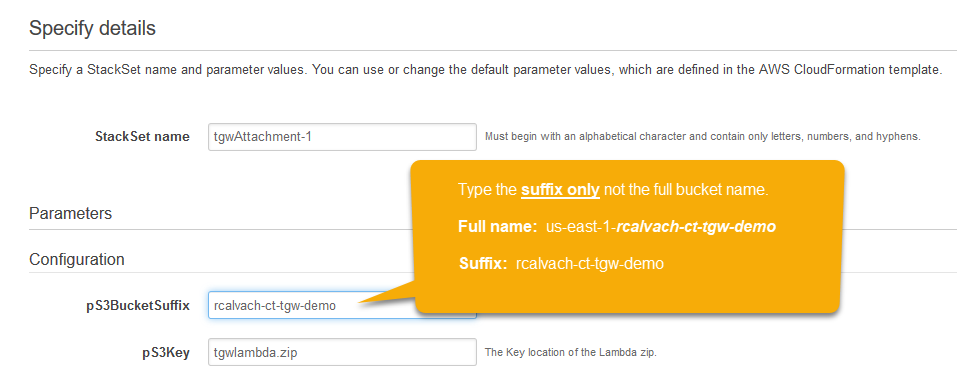 Specify details
Specify a StackSet name and parameter values. You can use or change the default parameter values, which are defined in the AWS CloudFormation template.
StackSet name
tgwAttachment-1
Must begin with an alphabetical character and contain only letters, numbers, and hyphens.
Type the suffix only not the full bucket name.
Full name: us-east-1-rcalvach-ct-tgw-demo
Suffix: rcalvach-ct-tgw-demo
Parameters
Configuration
pS3BucketSuffix
rcalvach-ct-tgw-demo
pS3Key
tgwlambda.zip
The Key location of the Lambda zip.